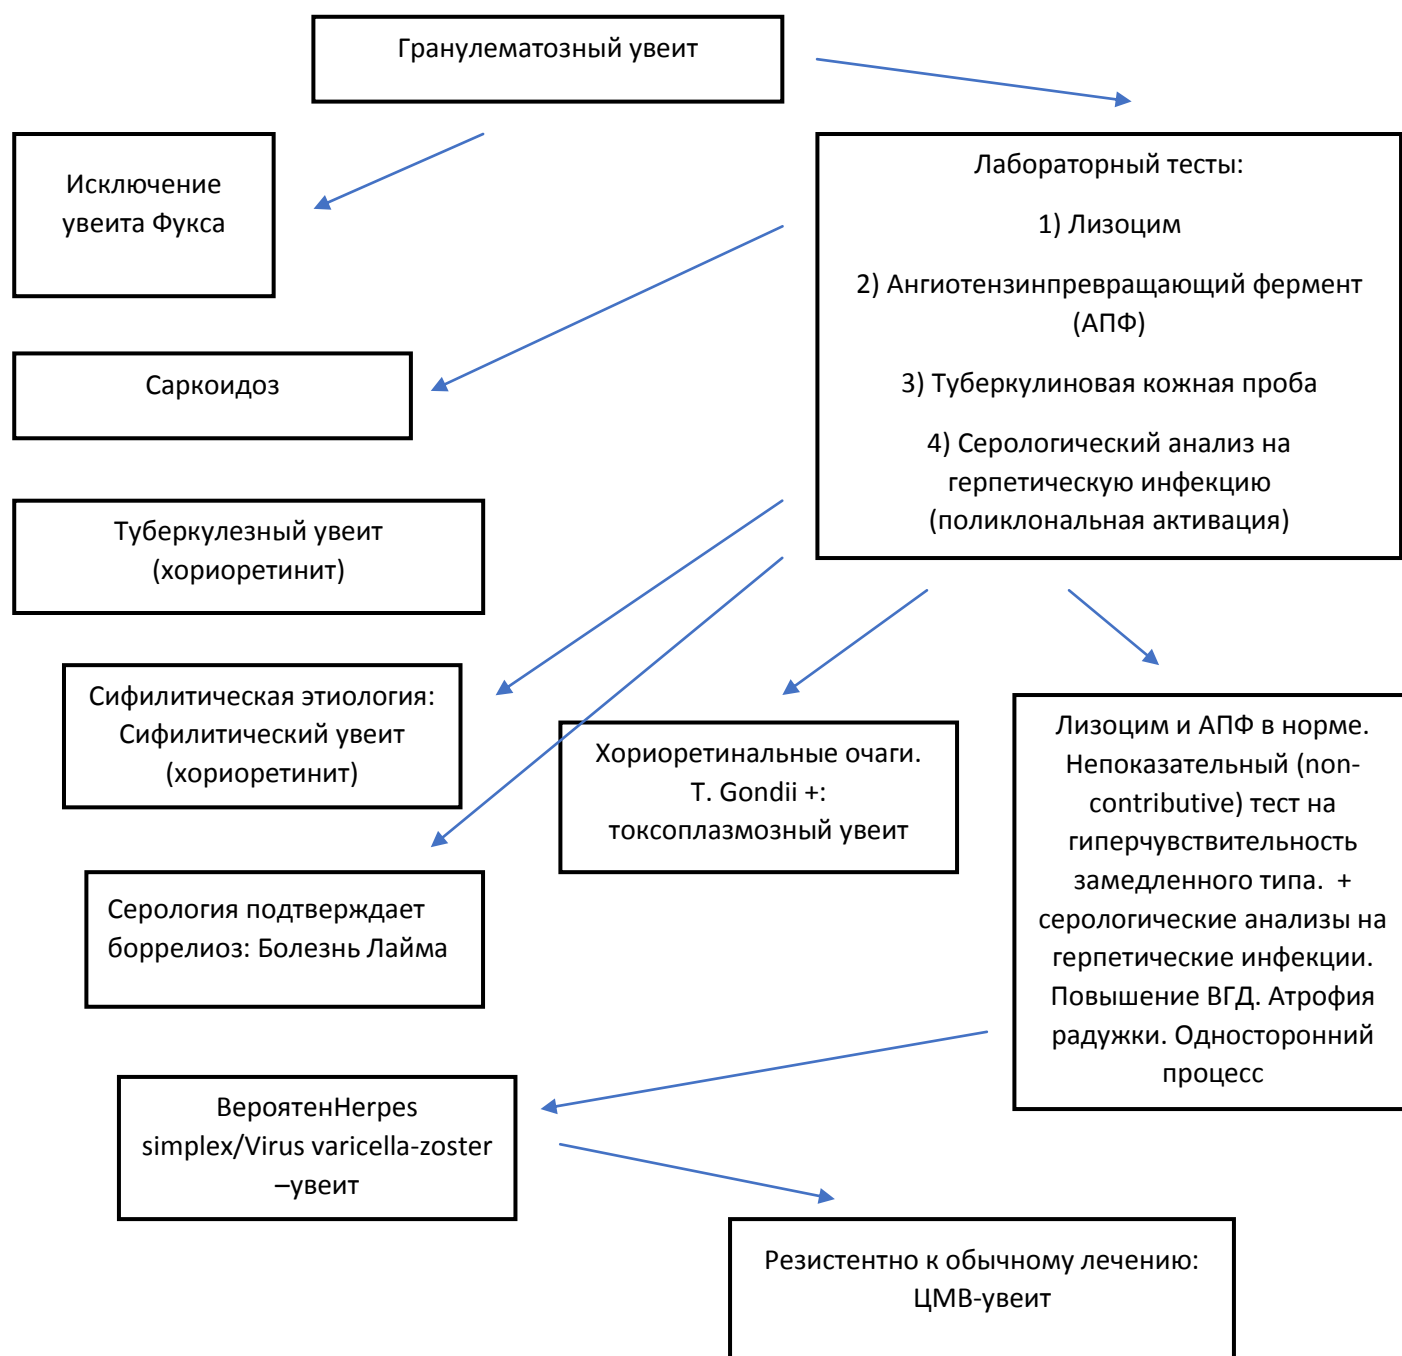 Гранулематозный увеит
Исключение
увеита Фукса
Лабораторный тесты:
1) Лизоцим
2) Ангиотензинпревращающий фермент
(АПФ)
3) Туберкулиновая кожная проба
4) Серологический анализ на
герпетическую инфекцию
(поликлональная активация)
Саркоидоз
Туберкулезный увеит
(хориоретинит)
Сифилитическая этиология:
Сифилитический увеит
(хориоретинит)
Хориоретинальные очаги.
T. Gondii +:
токсоплазмозный увеит
Лизоцим и АПФ в норме.
Непоказательный (non-
contributive) тест на
гиперчувствительность
замедленного типа. +
серологические анализы на
герпетические инфекции.
Повышение ВГД. Атрофия
радужки. Односторонний
процесс
Серология подтверждает
боррелиоз: Болезнь Лайма
ВероятенHerpes
simplex/Virus varicella-zoster
–увеит
Резистентно к обычному лечению:
ЦМВ-увеит